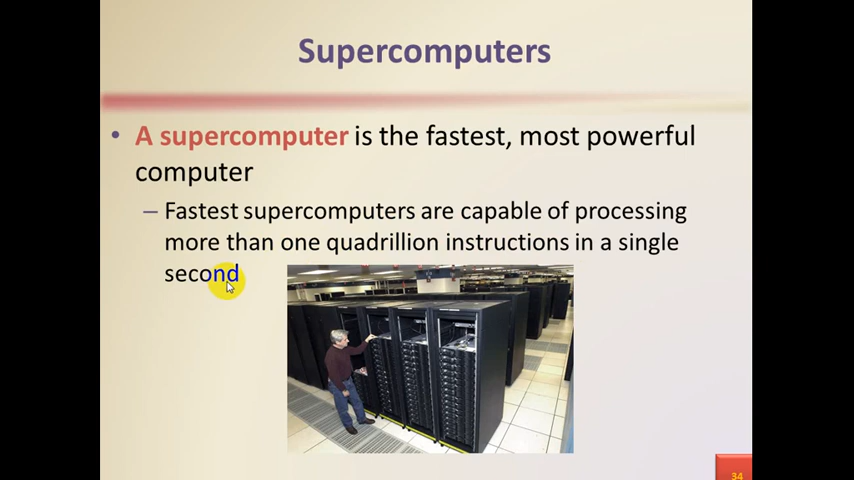 Supercomputers
• A supercomputer is the fastest, most powerful
computer
– Fastest supercomputers are capable of processing
more than one quadrillion instructions in a single
second
34